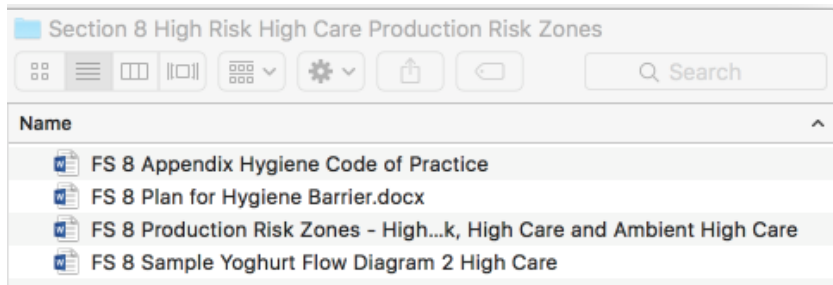 Section 8 High Risk High Care Production Risk Zones
Search
Name
FS 8 Appendix Hygiene Code of Practice
FS 8 Plan for Hygiene Barrier.docx
FS 8 Production Risk Zones - High...k, High Care and Ambient High Care
FS 8 Sample Yoghurt Flow Diagram 2 High Care